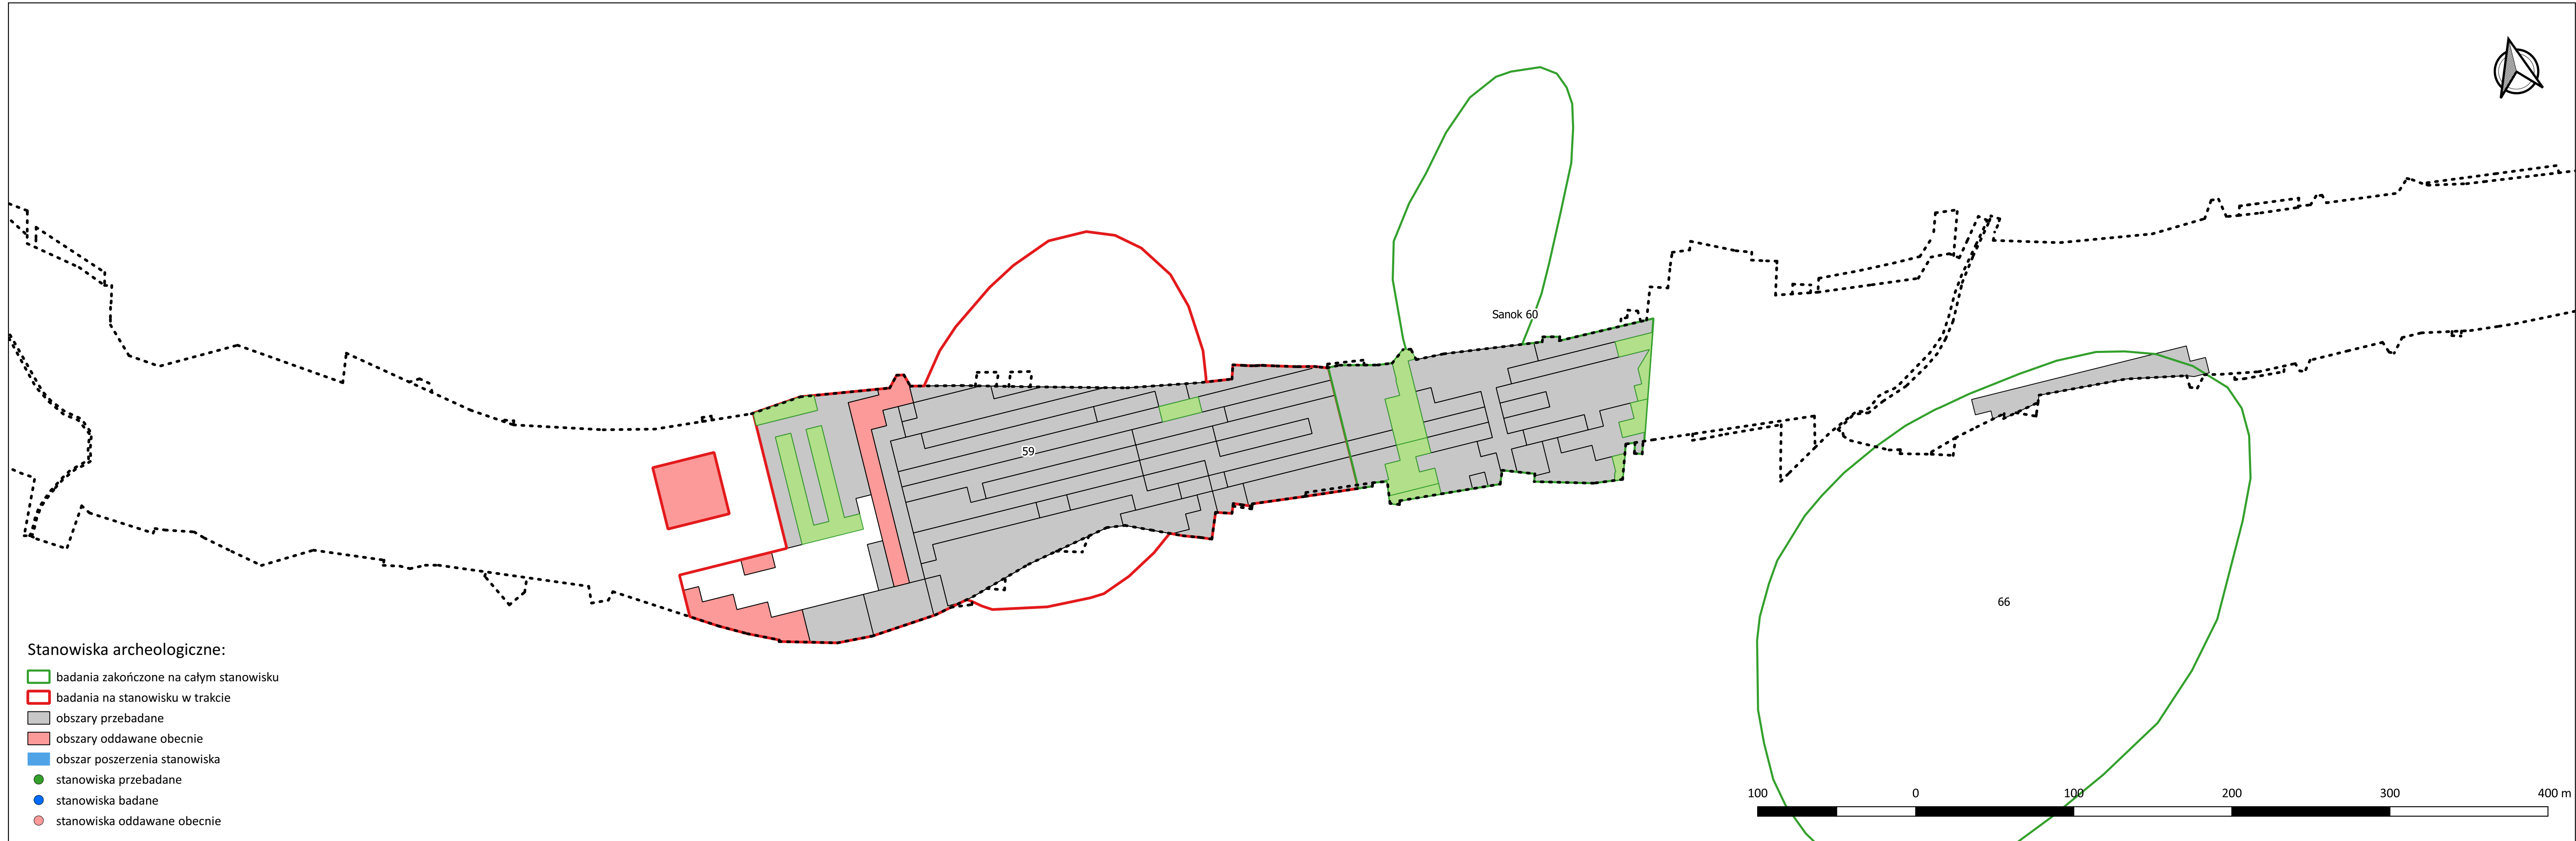 Sanok 60
59
66
Stanowiska archeologiczne:
badania zakończone na całym stanowisku
badania na stanowisku w trakcie
obszary przebadane
obszary oddawane obecnie
obszar poszerzenia stanowiska
stanowiska przebadane
stanowiska badane
stanowiska oddawane obecnie
100 0 100 200 300 400 m